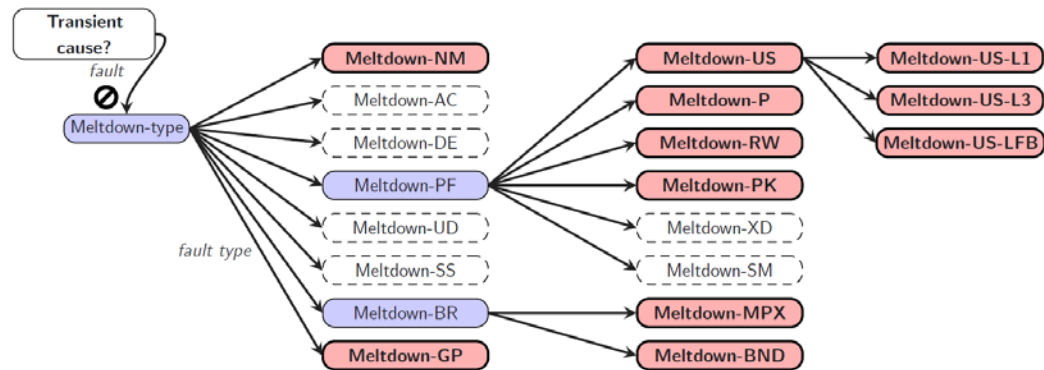 Transient
cause?
fault
Meltdown-type
fault type
Meltdown-NM
Meltdown-AC
Meltdown-DE
Meltdown-PF
Meltdown-UD
Meltdown-SS
Meltdown-BR
Meltdown-GP
Meltdown-US
Meltdown-P
Meltdown-RW
Meltdown-PK
Meltdown-XD
Meltdown-SM
Meltdown-MPX
Meltdown-BND
Meltdown-US-L1
Meltdown-US-L3
Meltdown-US-LFB